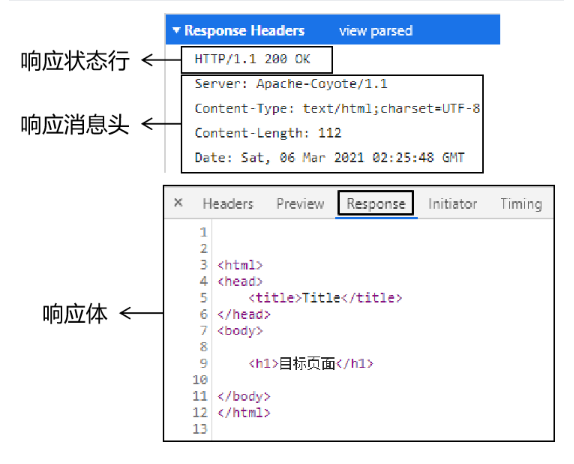 Response Headers view parsed
响应状态行
HTTP/1.1 200 OK
Server: Apache-Coyote/1.1
Content-Type: text/html;charset=UTF-8
响应消息头
Content-Length: 112
Date: Sat, 06 Mar 2021 02:25:48 GMT
× Headers Preview Response Initiator Timing
1
2
3 <html>
4 <head>
5 <title>Title</title>
6 </head>
响应体
7 <body>
8
9 <h1>目标页面</h1>
10
11 </body>
12 </html>
13